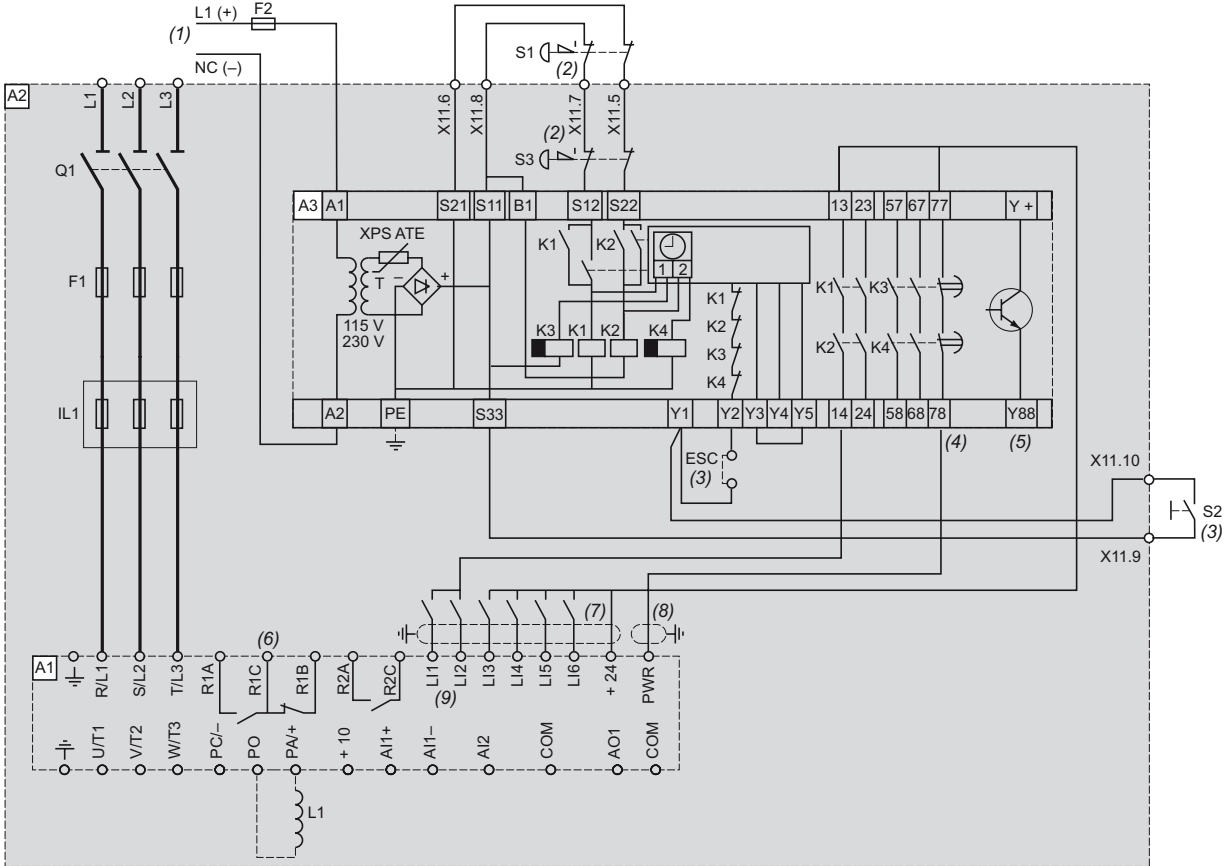 L1 (+)
F2
(1)
NC (–)
S1
(2)
A2
L1
L2
L3
X11.6
X11.8
X11.7
X11.5
(2)
S3
Q1
A3
A1
S21
S11
B1
S12
S22
13
23
57
67
77
Y +
XPS ATE
T
–
+
115 V
230 V
K1
K2
1
2
K3
K1
K2
K4
K1
K2
K3
K4
K1
K3
K2
K4
F1
IL1
A2
PE
S33
Y1
Y2
Y3
Y4
Y5
14
24
58
68
78
Y88
(4)
(5)
ESC
(3)
X11.10
S2
(3)
X11.9
(7)
(8)
(6)
A1
R/L1
S/L2
T/L3
R1A
R1C
R1B
R2A
R2C
LI1
LI2
LI3
LI4
LI5
LI6
+ 24
PWR
(9)
U/T1
V/T2
W/T3
PC/–
PO
PA/+
+ 10
AI1+
AI1–
AI2
COM
AO1
COM
L1